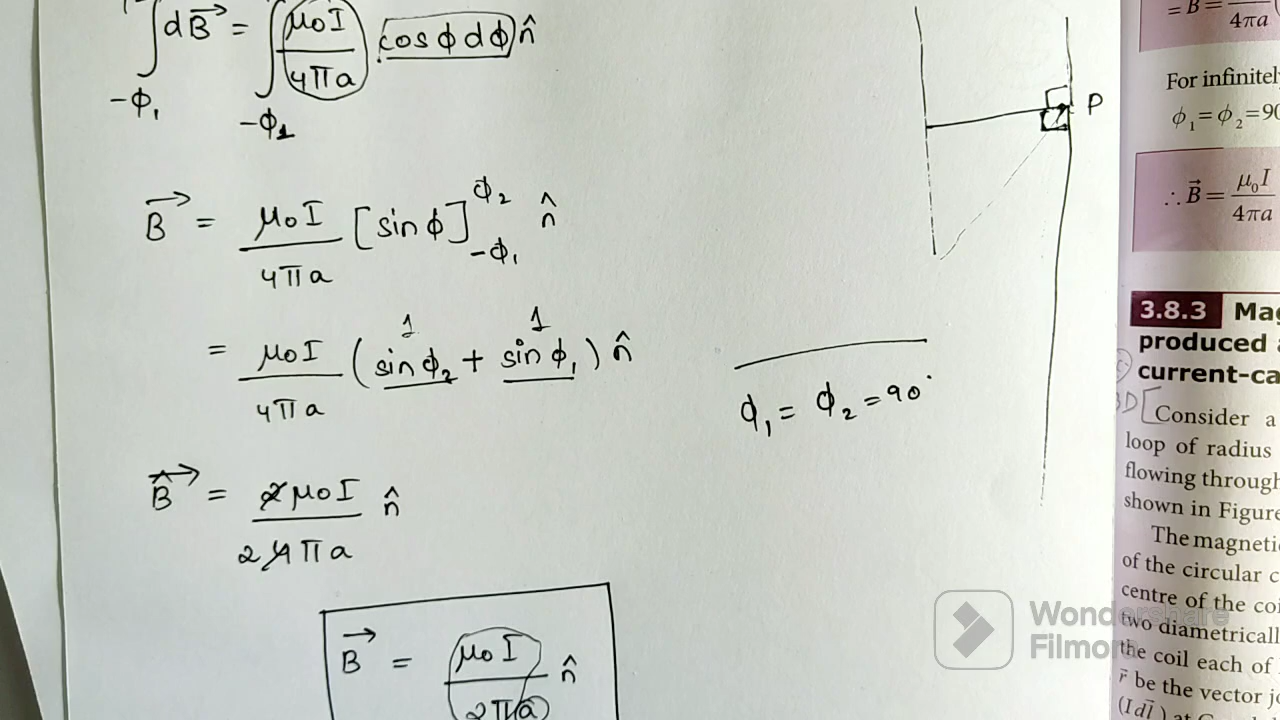 ∫dB⃗ = ∫ μ₀I/4πa cosϕ dϕ n̂
-ϕ₁ -ϕ₁
B⃗ = μ₀I/4πa [sinϕ]^ϕ₂_-ϕ₁ n̂
= μ₀I/4πa (sinϕ₂ + sinϕ₁) n̂
1 1
B⃗ = 2μ₀I/2 4πa n̂
B⃗ = μ₀I/2πa n̂
P
ϕ₁ = ϕ₂ = 90°
= B⃗ = /4πa
For infinitel
ϕ₁ = ϕ₂ = 90
∴ B⃗ = μ₀I/4πa
3.8.3 Mag
produced a
current-ca
Consider a
loop of radius
flowing through
shown in Figure
The magneti
of the circular c
centre of the coi
two diametricall
the coil each of
r⃗ be the vector jo
(Idl⃗) at
Wondershare
Filmora